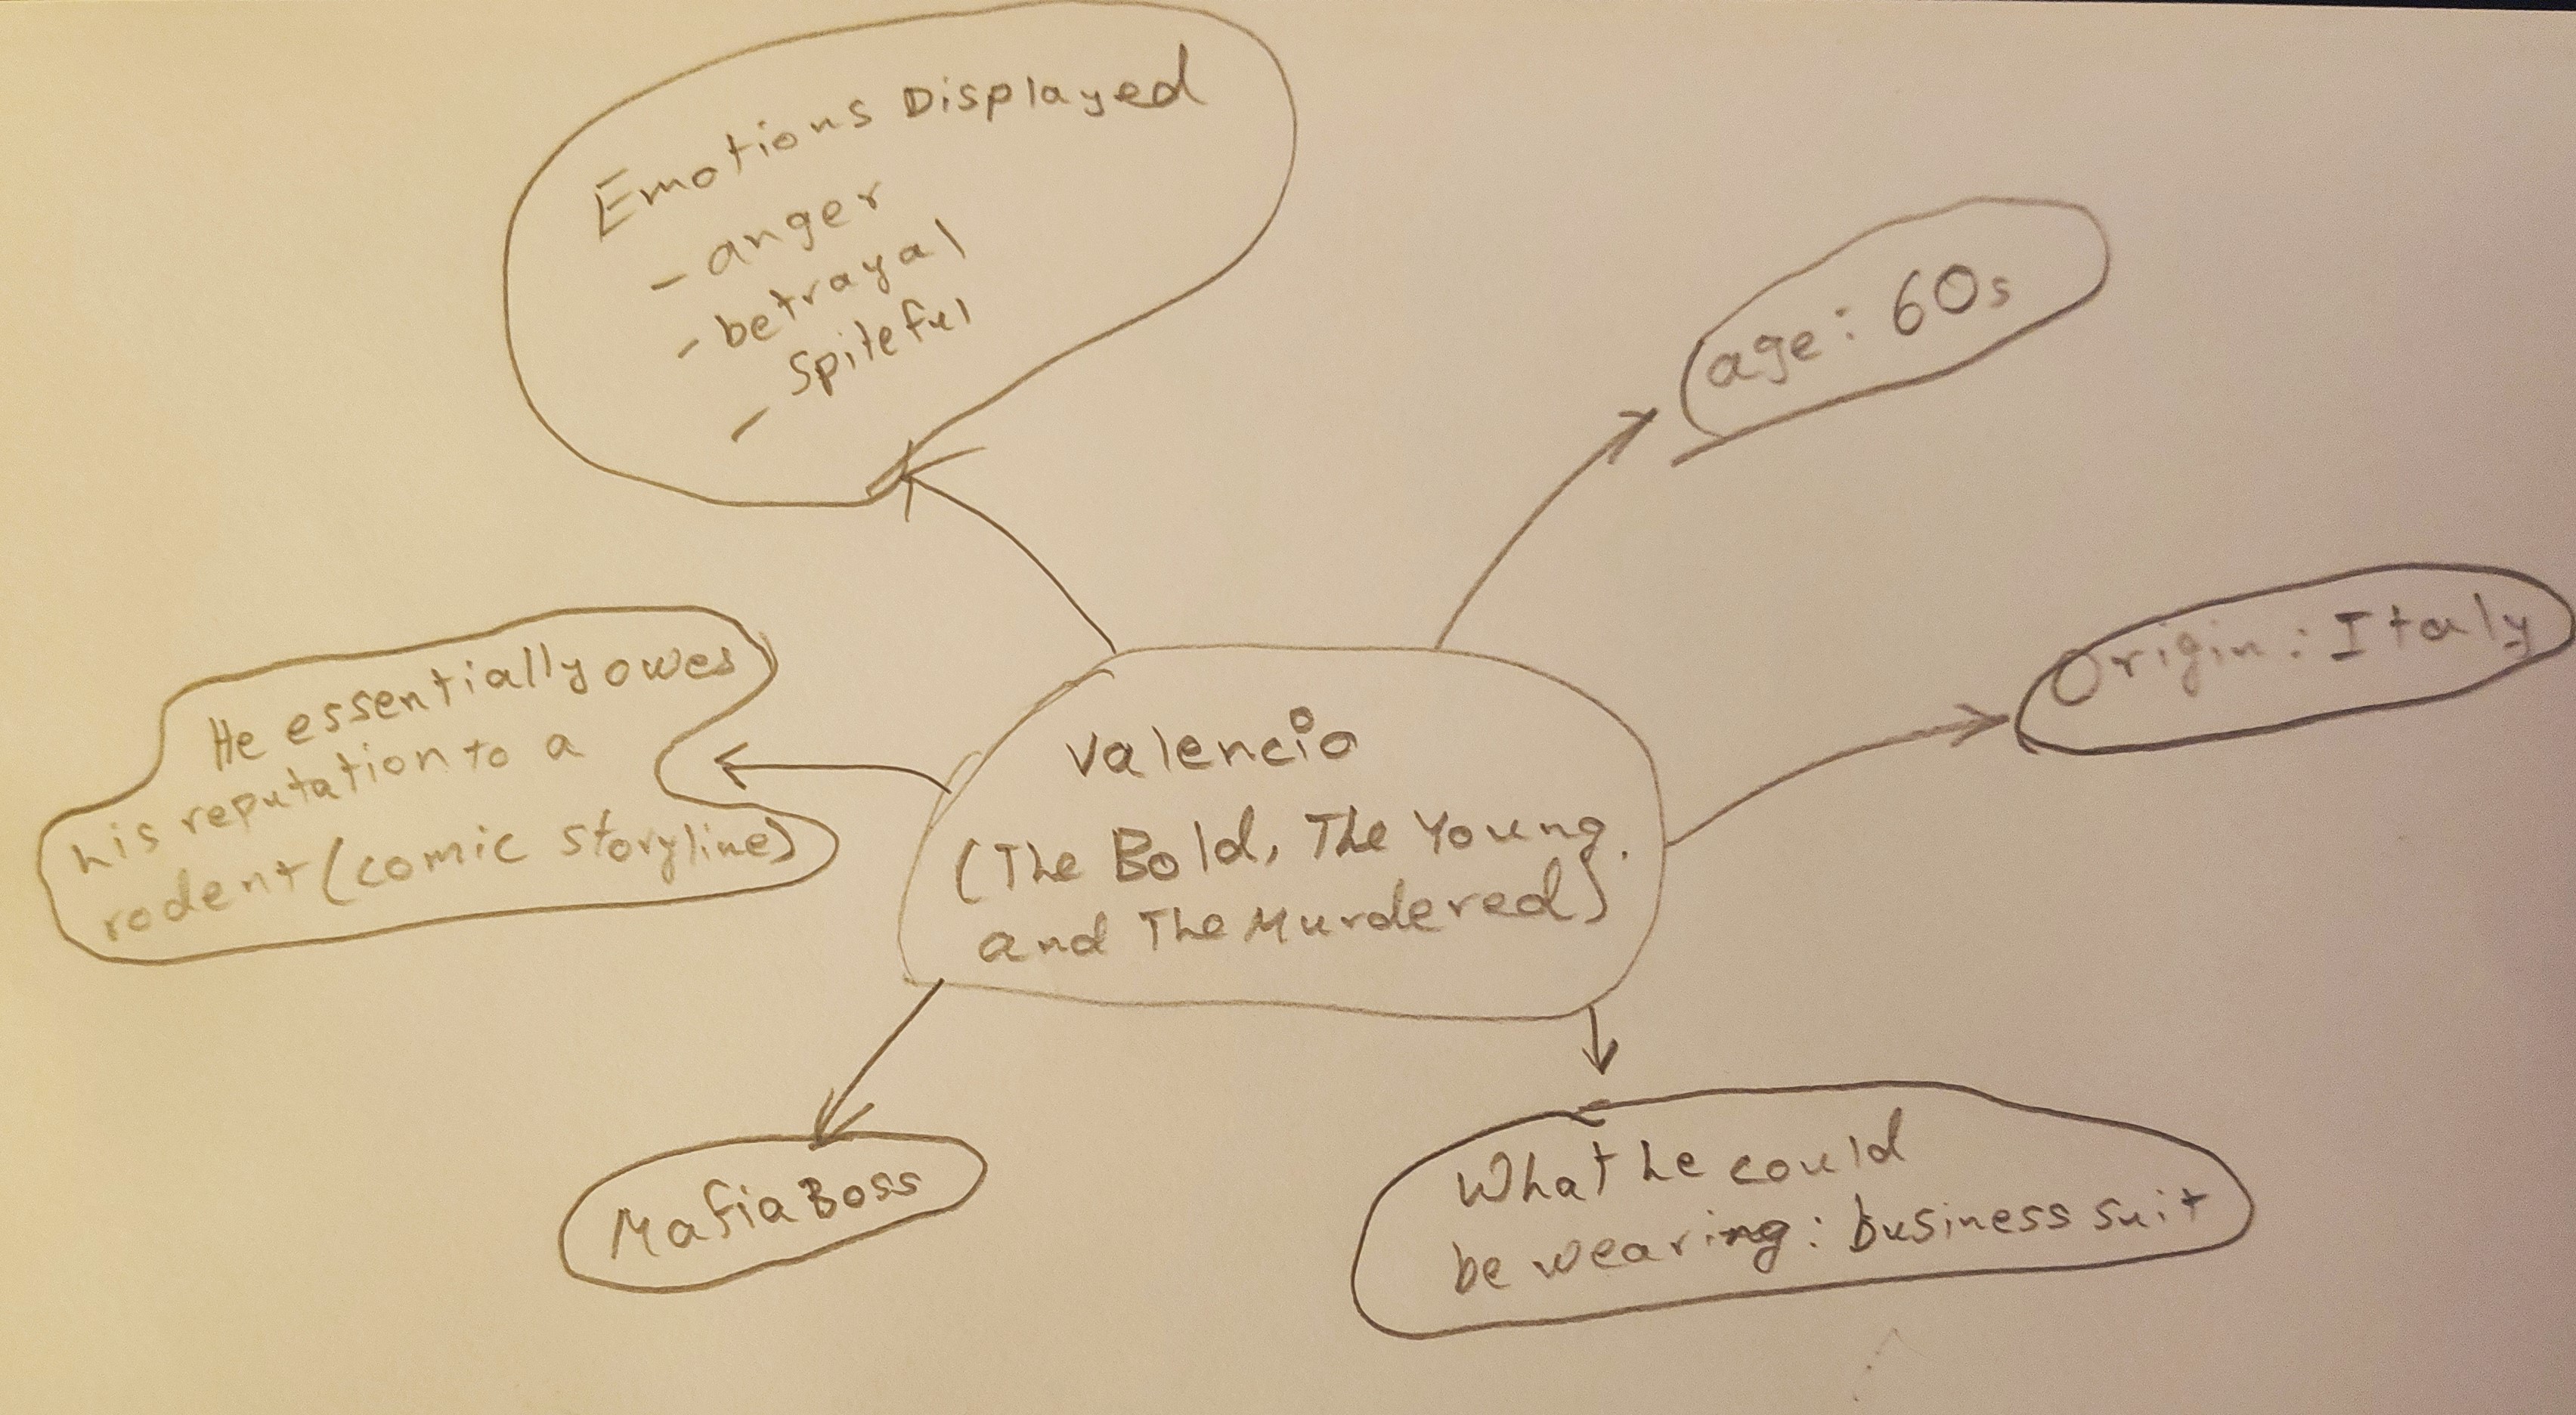 Emotions Displayed
- anger
- betrayal
- Spiteful
age: 60s
Origin: Italy
He essentially owes
his reputation to a
rodent (comic storyline)
Valencio
(The Bold, The Young.
and The Murdered)
Mafia Boss
What he could
be wearing: business suit